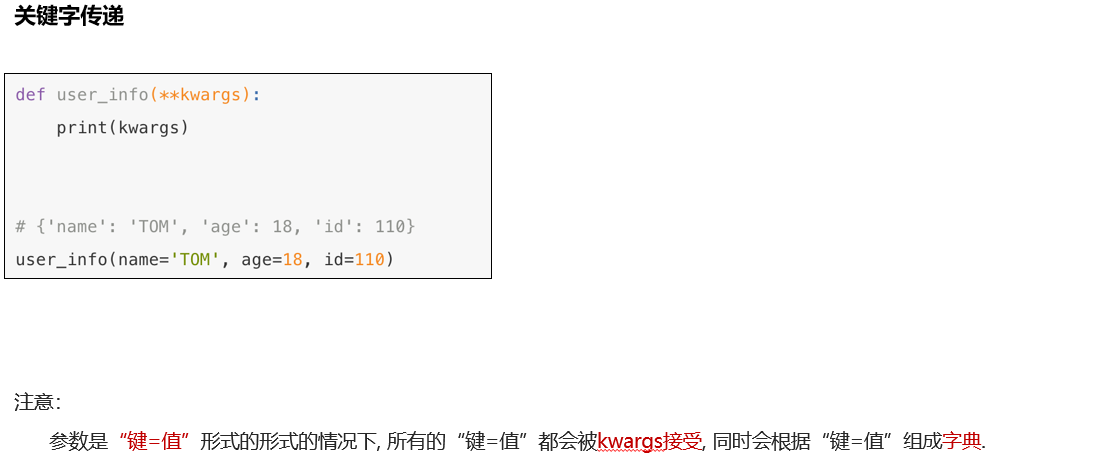 关键字传递
def user_info(**kwargs):
    print(kwargs)
# {'name': 'TOM', 'age': 18, 'id': 110}
user_info(name='TOM', age=18, id=110)
注意：
参数是“键=值”形式的形式的情况下, 所有的“键=值”都会被kwargs接受, 同时会根据“键=值”组成字典.